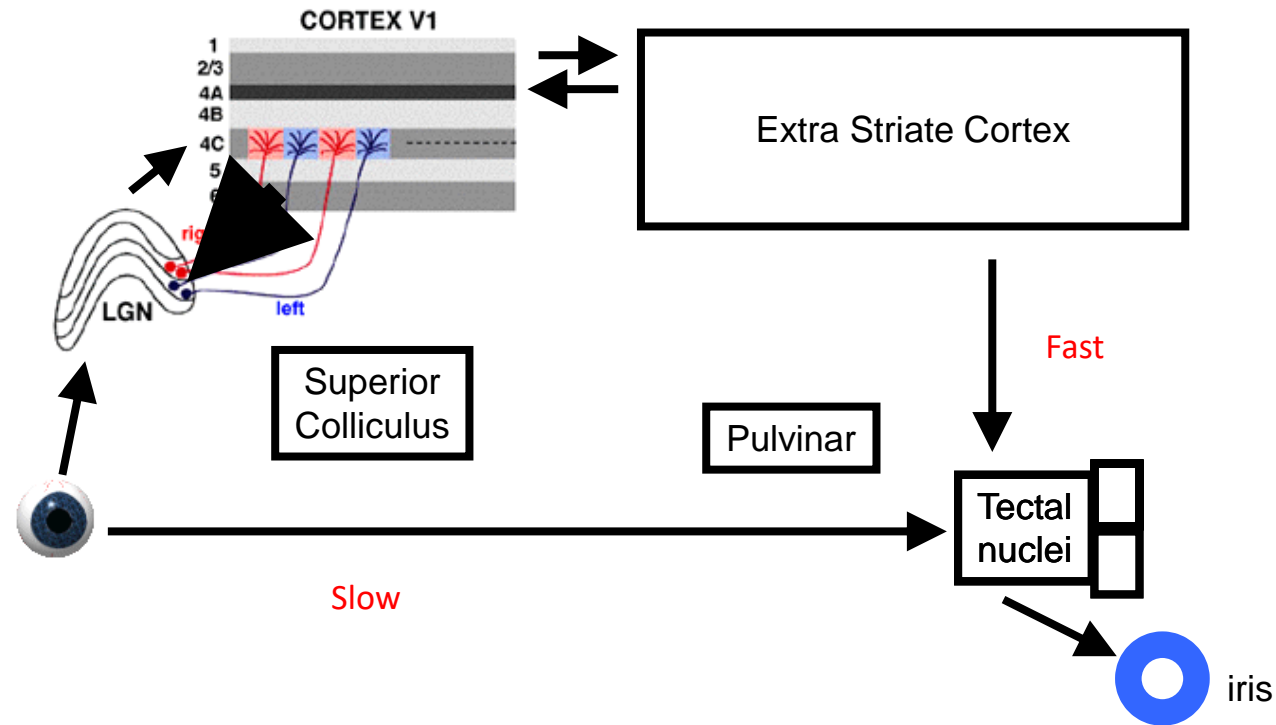 CORTEX V1
1
2/3
4A
4B
4C
5
LGN
left
Extra Striate Cortex
Superior
Colliculus
Pulvinar
Fast
Tectal
nuclei
Slow
iris